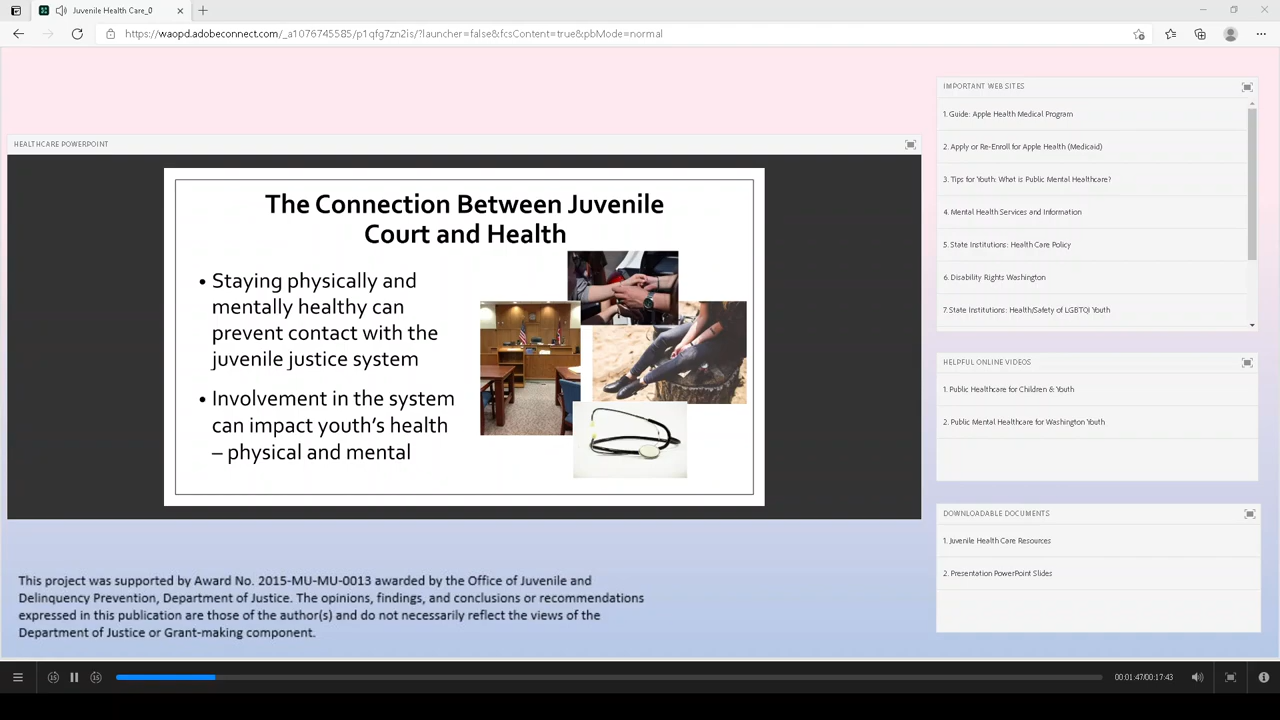 Juvenile Health Care_0
https://waopd.adobeconnect.com/_a1076745585/p1qfg7zn2is/?launcher=false&fcsContent=true&pbMode=normal
HEALTHCARE POWERPOINT
The Connection Between Juvenile
Court and Health
• Staying physically and
mentally healthy can
prevent contact with the
juvenile justice system
• Involvement in the system
can impact youth's health
– physical and mental
This project was supported by Award No. 2015-MU-MU-0013 awarded by the Office of Juvenile and
Delinquency Prevention, Department of Justice. The opinions, findings, and conclusions or recommendations
expressed in this publication are those of the author(s) and do not necessarily reflect the views of the
Department of Justice or Grant-making component.
IMPORTANT WEB SITES
1. Guide: Apple Health Medical Program
2. Apply or Re-Enroll for Apple Health (Medicaid)
3. Tips for Youth: What is Public Mental Healthcare?
4. Mental Health Services and Information
5. State Institutions: Health Care Policy
6. Disability Rights Washington
7.State Institutions: Health/Safety of LGBTQI Youth
HELPFUL ONLINE VIDEOS
1. Public Healthcare for Children & Youth
2. Public Mental Healthcare for Washington Youth
DOWNLOADABLE DOCUMENTS
1. Juvenile Health Care Resources
2. Presentation PowerPoint Slides
15
15
00:01:47/00:17:43